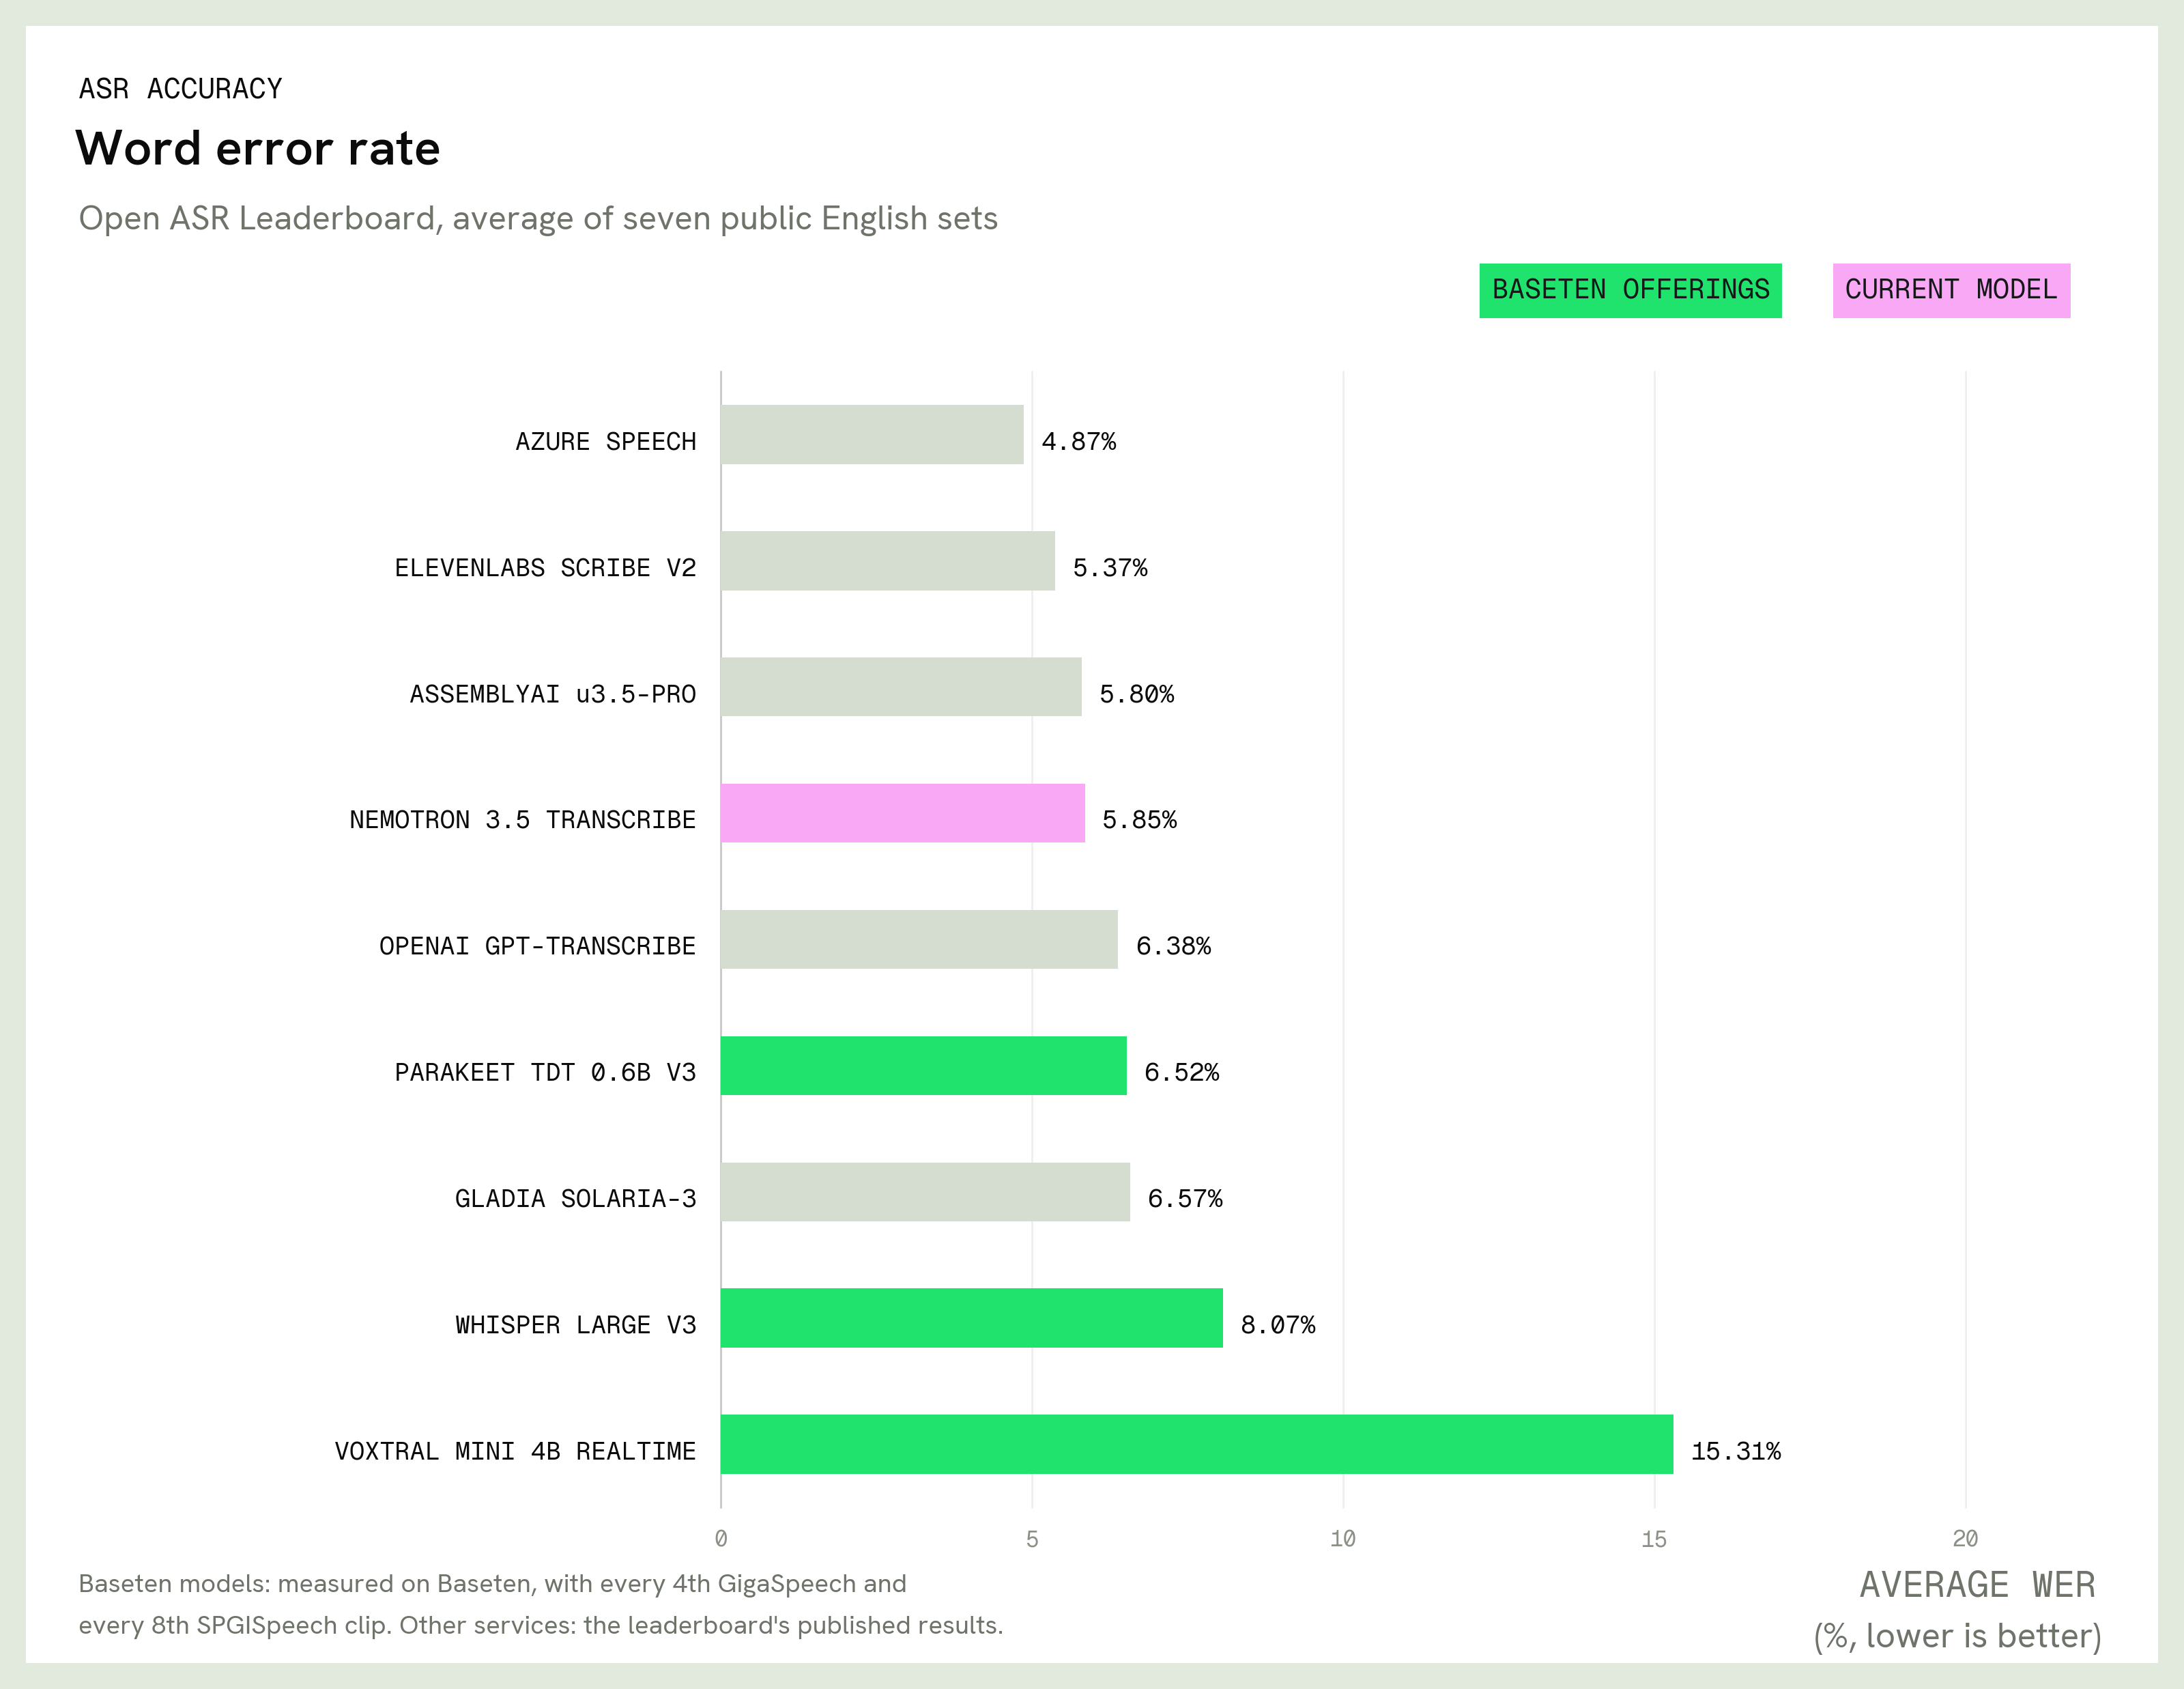 ASR ACCURACY
Word error rate
Open ASR Leaderboard, average of seven public English sets
BASETEN OFFERINGS
CURRENT MODEL
AZURE SPEECH 4.87%
ELEVENLABS SCRIBE V2 5.37%
ASSEMBLYAI u3.5-PRO 5.80%
NEMOTRON 3.5 TRANSCRIBE 5.85%
OPENAI GPT-TRANSCRIBE 6.38%
PARAKEET TDT 0.6B V3 6.52%
GLADIA SOLARIA-3 6.57%
WHISPER LARGE V3 8.07%
VOXTRAL MINI 4B REALTIME 15.31%
0 5 10 15 20
Baseten models: measured on Baseten, with every 4th GigaSpeech and
every 8th SPGISpeech clip. Other services: the leaderboard's published results.
AVERAGE WER
(%, lower is better)